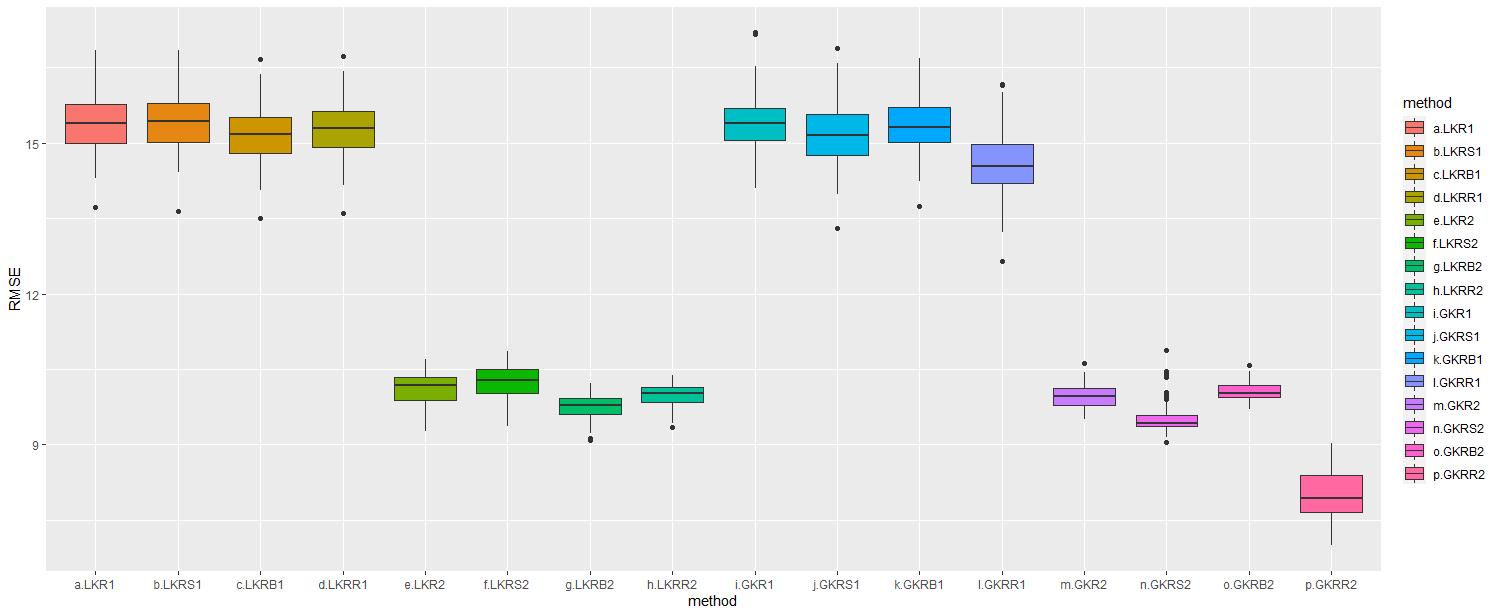 RMSE
15
12
9
a.LKR1 b.LKRS1 c.LKRB1 d.LKRR1 e.LKR2 f.LKRS2 g.LKRB2 h.LKRR2 i.GKR1 j.GKRS1 k.GKRB1 l.GKRR1 m.GKR2 n.GKRS2 o.GKRB2 p.GKRR2
method
method
a.LKR1
b.LKRS1
c.LKRB1
d.LKRR1
e.LKR2
f.LKRS2
g.LKRB2
h.LKRR2
i.GKR1
j.GKRS1
k.GKRB1
l.GKRR1
m.GKR2
n.GKRS2
o.GKRB2
p.GKRR2